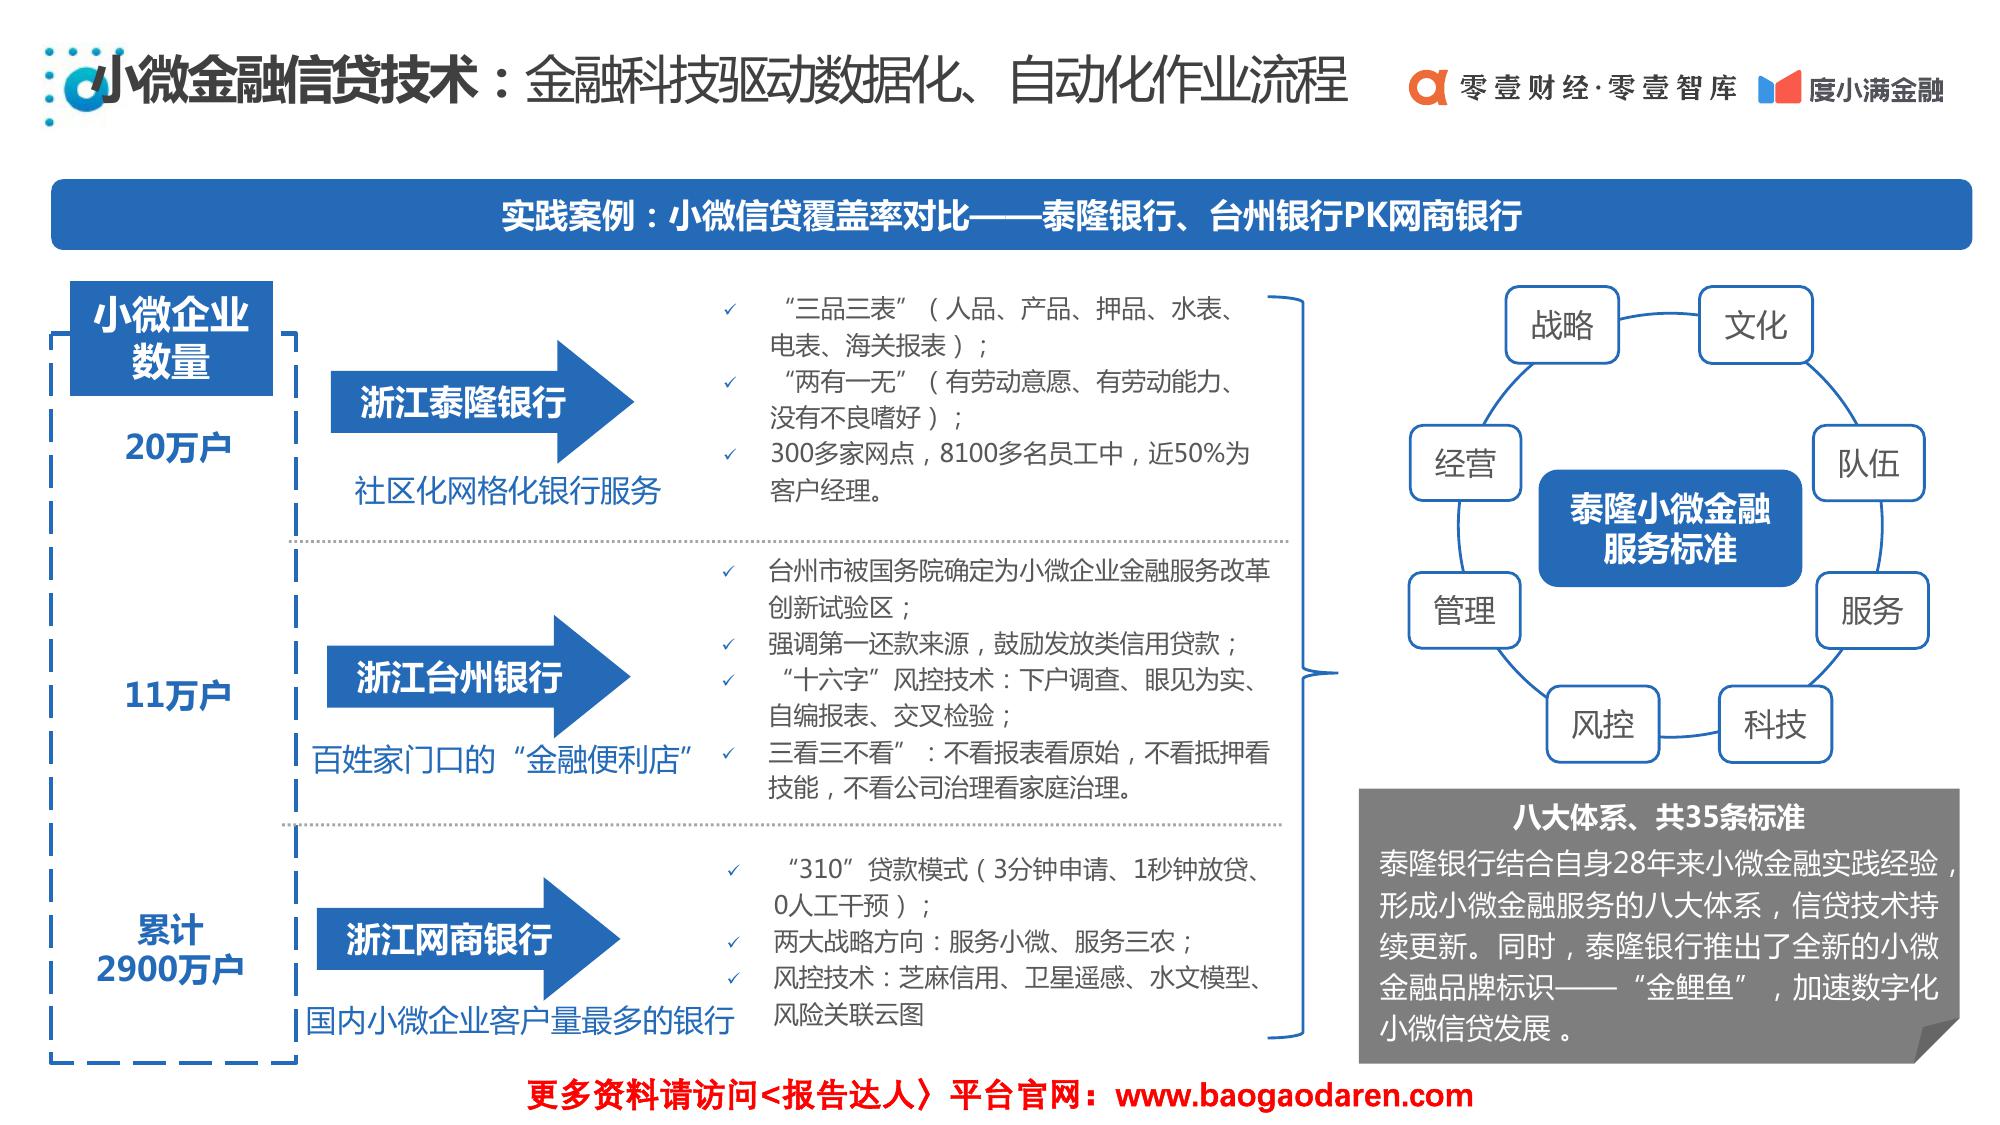 小微金融信贷技术：金融科技驱动数据化、自动化作业流程
零壹财经·零壹智库
度小满金融
实践案例：小微信贷覆盖率对比——泰隆银行、台州银行PK网商银行
小微企业
数量
20万户
11万户
累计
2900万户
浙江泰隆银行
社区化网格化银行服务
“三品三表”（人品、产品、押品、水表、
电表、海关报表）；
“两有一无”（有劳动意愿、有劳动能力、
没有不良嗜好）；
300多家网点，8100多名员工中，近50%为
客户经理。
浙江台州银行
百姓家门口的“金融便利店”
台州市被国务院确定为小微企业金融服务改革
创新试验区；
强调第一还款来源，鼓励发放类信用贷款；
“十六字”风控技术：下户调查、眼见为实、
自编报表、交叉检验；
三看三不看”：不看报表看原始，不看抵押看
技能，不看公司治理看家庭治理。
浙江网商银行
国内小微企业客户量最多的银行
“310”贷款模式（3分钟申请、1秒钟放贷、
0人工干预）；
两大战略方向：服务小微、服务三农；
风控技术：芝麻信用、卫星遥感、水文模型、
风险关联云图
战略
文化
经营
队伍
泰隆小微金融
服务标准
管理
服务
风控
科技
八大体系、共35条标准
泰隆银行结合自身28年来小微金融实践经验，
形成小微金融服务的八大体系，信贷技术持
续更新。同时，泰隆银行推出了全新的小微
金融品牌标识——“金鲤鱼”，加速数字化
小微信贷发展 。
更多资料请访问<报告达人〉平台官网：www.baogaodaren.com